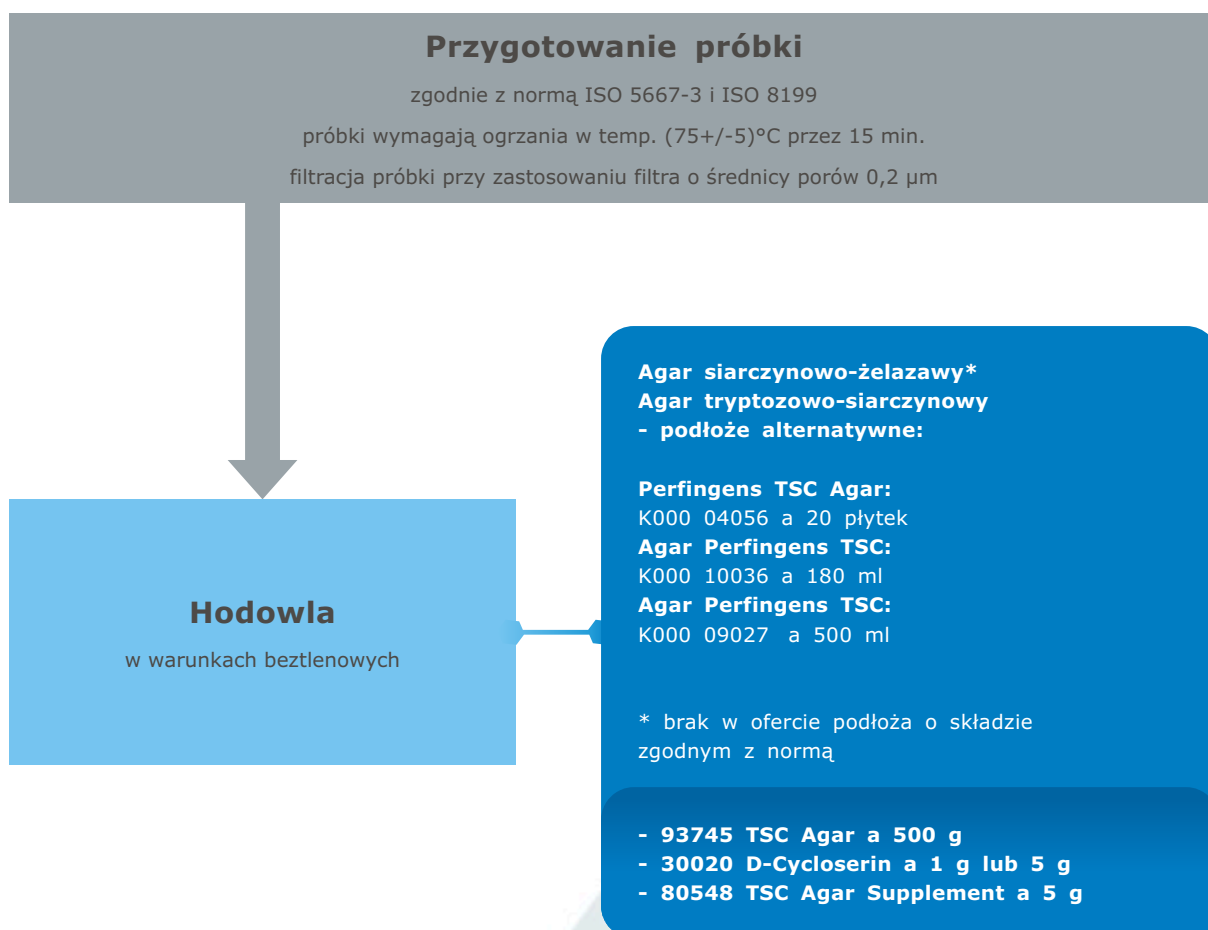 Przygotowanie próbki
zgodnie z normą ISO 5667-3 i ISO 8199
próbki wymagają ogrzania w temp. (75+/-5)°C przez 15 min.
filtracja próbki przy zastosowaniu filtra o średnicy porów 0,2 μm
Agar siarczynowo-żelazawy*
Agar tryptozowo-siarczynowy
- podłoże alternatywne:
Perfingens TSC Agar:
K000 04056 a 20 płytek
Agar Perfingens TSC:
K000 10036 a 180 ml
Agar Perfingens TSC:
K000 09027 a 500 ml
* brak w ofercie podłoża o składzie
zgodnym z normą
- 93745 TSC Agar a 500 g
- 30020 D-Cycloserin a 1 g lub 5 g
- 80548 TSC Agar Supplement a 5 g
Hodowla
w warunkach beztlenowych